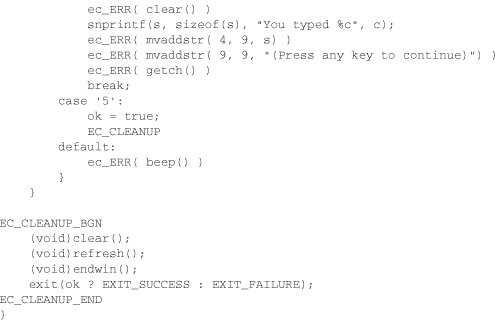 ec_ERR( clear() )
            snprintf(s, sizeof(s), "You typed %c", c);
            ec_ERR( mvaddstr( 4, 9, s) )
            ec_ERR( mvaddstr( 9, 9, "(Press any key to continue)") )
            ec_ERR( getch() )
            break;
        case '5':
            ok = true;
            EC_CLEANUP
        default:
            ec_ERR( beep() )
        }
    }

EC_CLEANUP_BGN
    (void)clear();
    (void)refresh();
    (void)endwin();
    exit(ok ? EXIT_SUCCESS : EXIT_FAILURE);
EC_CLEANUP_END
}